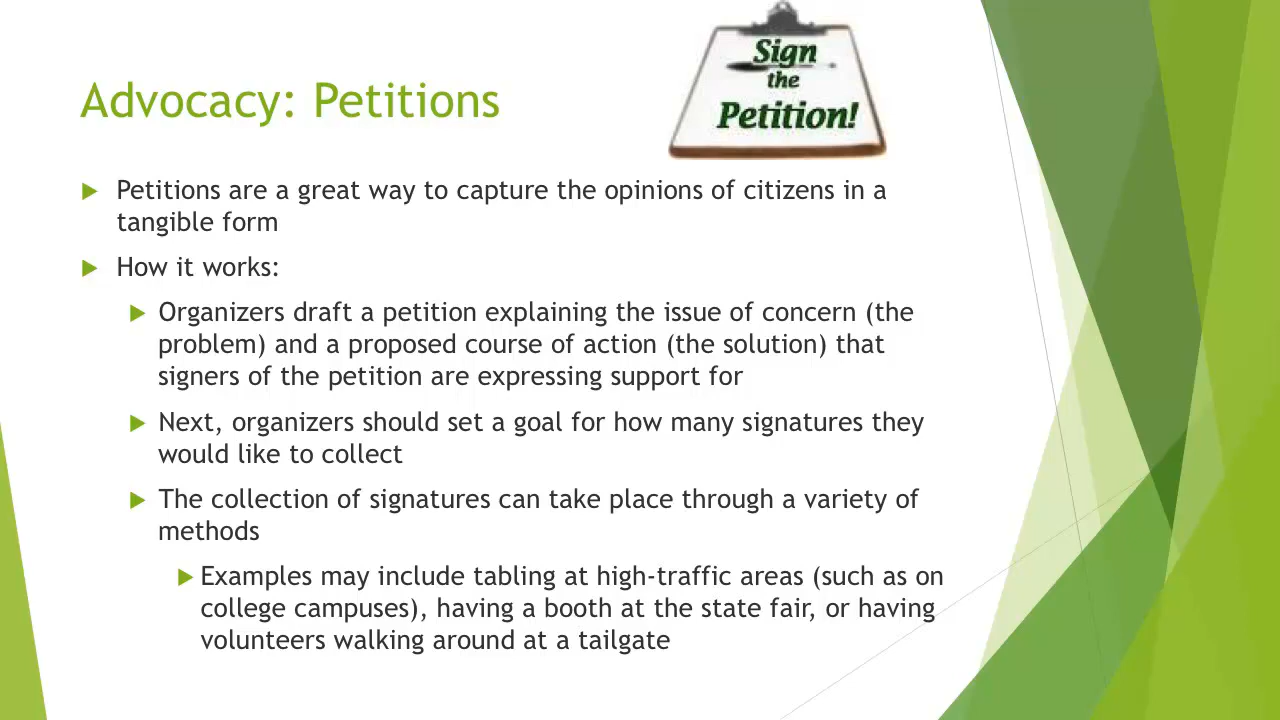 Sign
the
Petition!
Advocacy: Petitions
Petitions are a great way to capture the opinions of citizens in a
tangible form
How it works:
Organizers draft a petition explaining the issue of concern (the
problem) and a proposed course of action (the solution) that
signers of the petition are expressing support for
Next, organizers should set a goal for how many signatures they
would like to collect
The collection of signatures can take place through a variety of
methods
Examples may include tabling at high-traffic areas (such as on
college campuses), having a booth at the state fair, or having
volunteers walking around at a tailgate